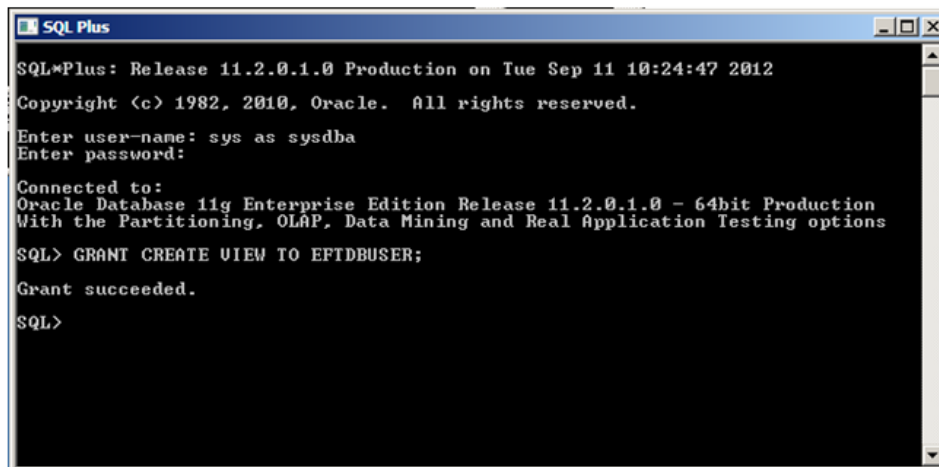 SQL Plus
SQL*Plus: Release 11.2.0.1.0 Production on Tue Sep 11 10:24:47 2012
Copyright (c) 1982, 2010, Oracle.  All rights reserved.
Enter user-name: sys as sysdba
Enter password:
Connected to:
Oracle Database 11g Enterprise Edition Release 11.2.0.1.0 - 64bit Production
With the Partitioning, OLAP, Data Mining and Real Application Testing options
SQL> GRANT CREATE VIEW TO EFTDBUSER;
Grant succeeded.
SQL>